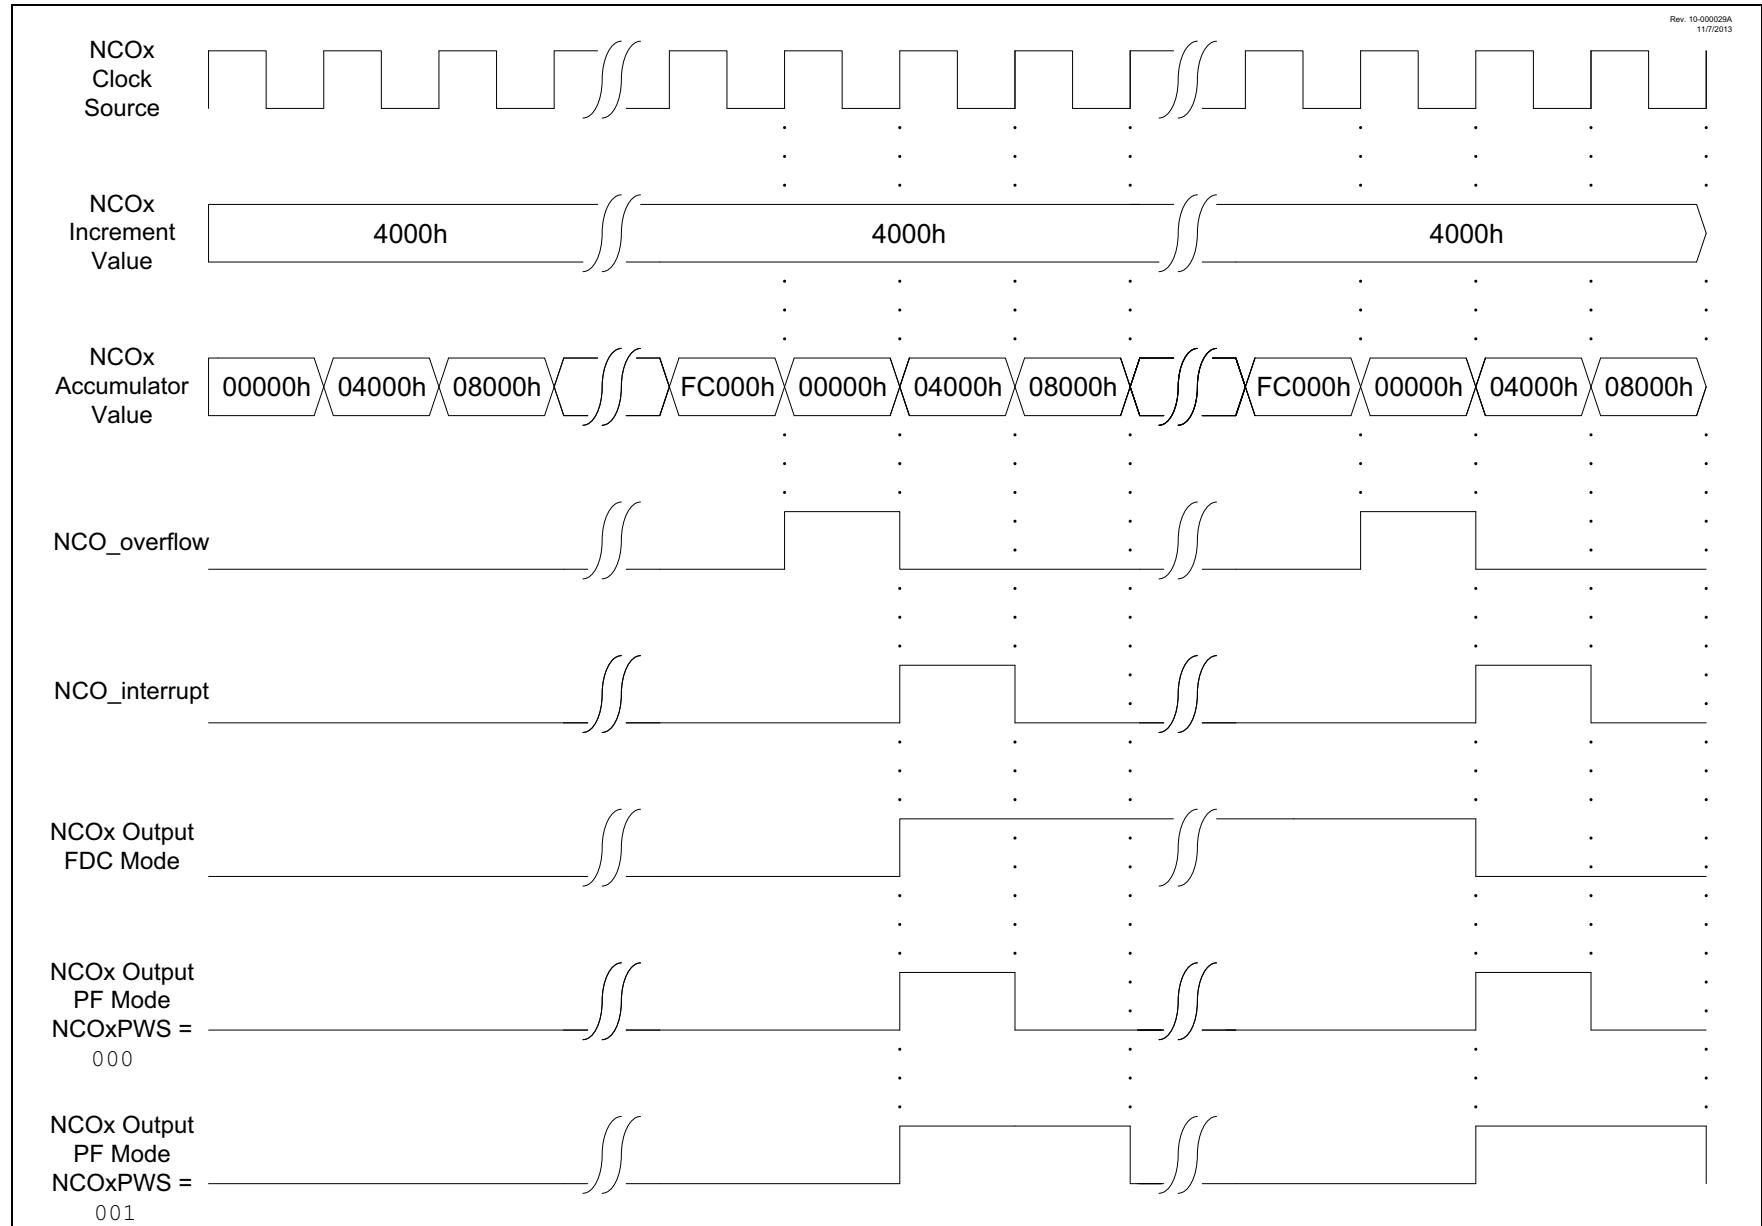 Rev. 10-000029A
11/7/2013
NCOx
Clock
Source
NCOx
Increment
Value
4000h
4000h
4000h
NCOx
Accumulator
Value
00000h 04000h 08000h FC000h 00000h 04000h 08000h FC000h 00000h 04000h 08000h
NCO_overflow
NCO_interrupt
NCOx Output
FDC Mode
NCOx Output
PF Mode
NCOxPWS =
000
NCOx Output
PF Mode
NCOxPWS =
001